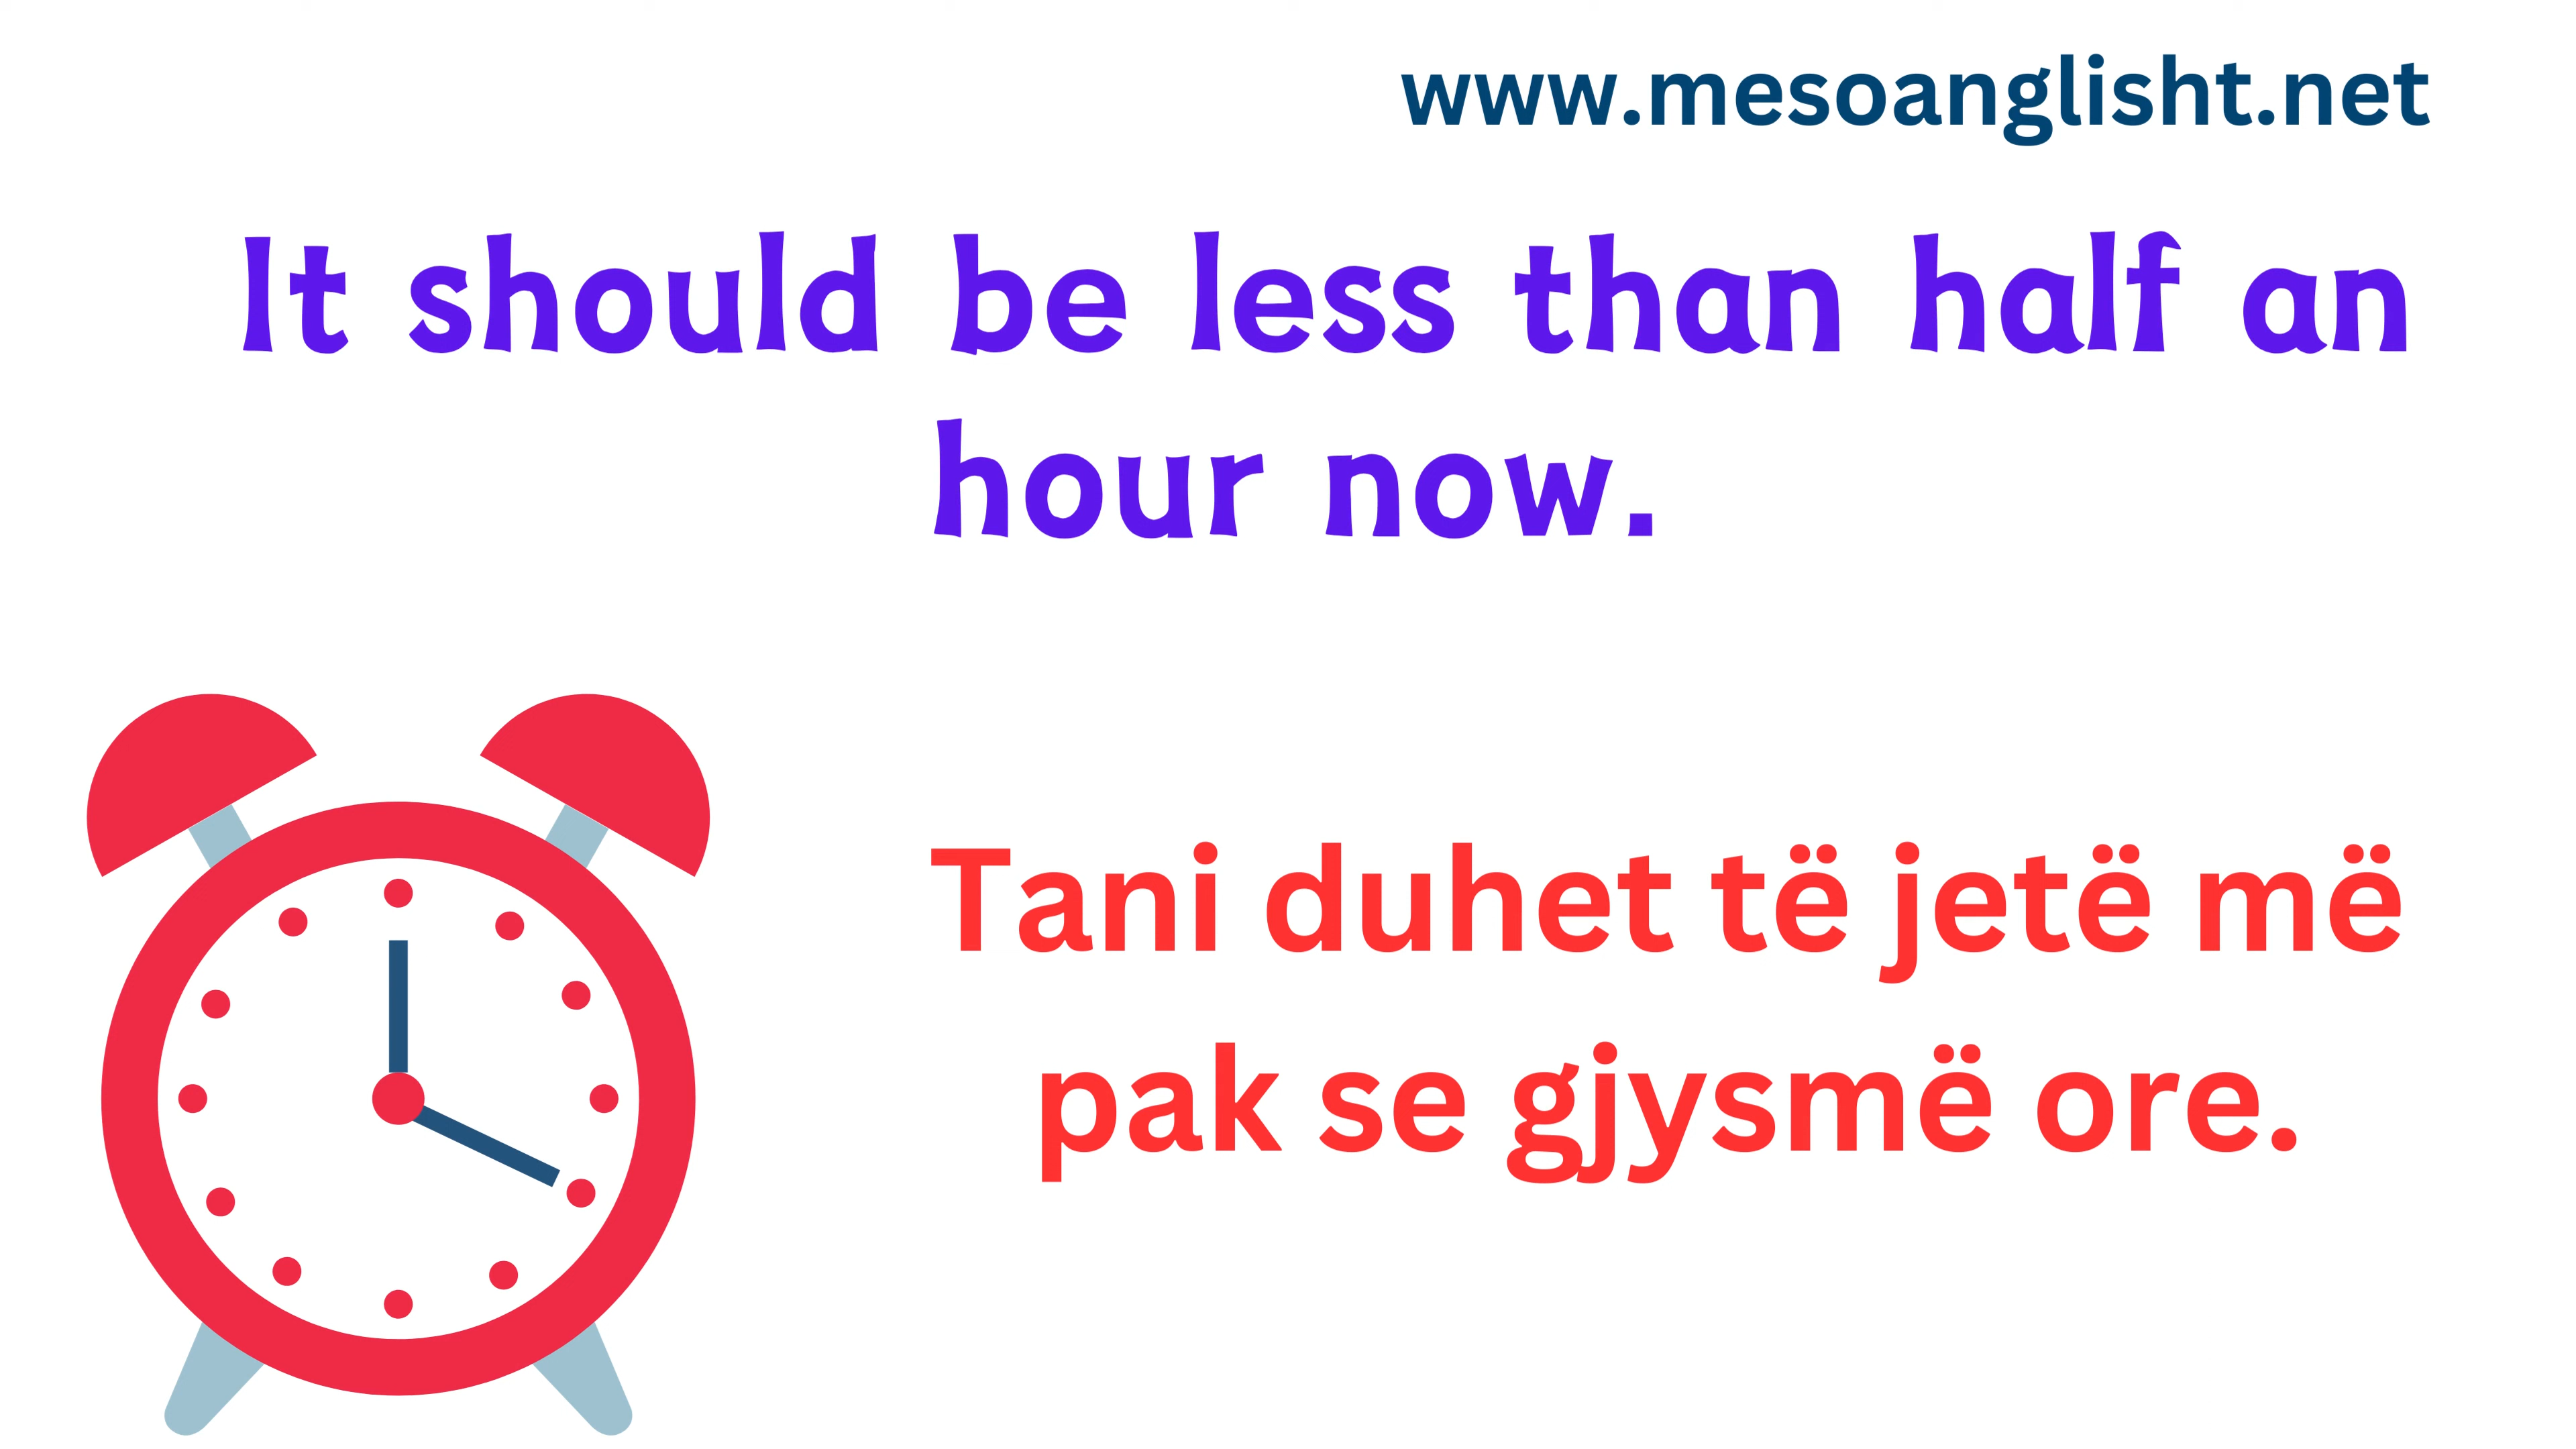 www.mesoanglisht.net
It should be less than half an
hour now.
Tani duhet të jetë më
pak se gjysmë ore.